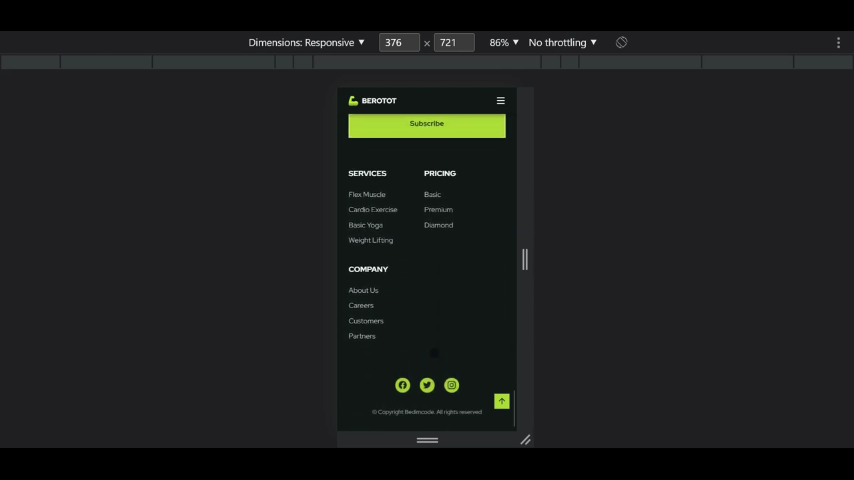 Dimensions: Responsive ▼ 376 × 721 86% ▼ No throttling ▼
BEROTOT
Subscribe
SERVICES PRICING
Flex Muscle Basic
Cardio Exercise Premium
Basic Yoga Diamond
Weight Lifting
COMPANY
About Us
Careers
Customers
Partners
© Copyright Bedimcode. All rights reserved